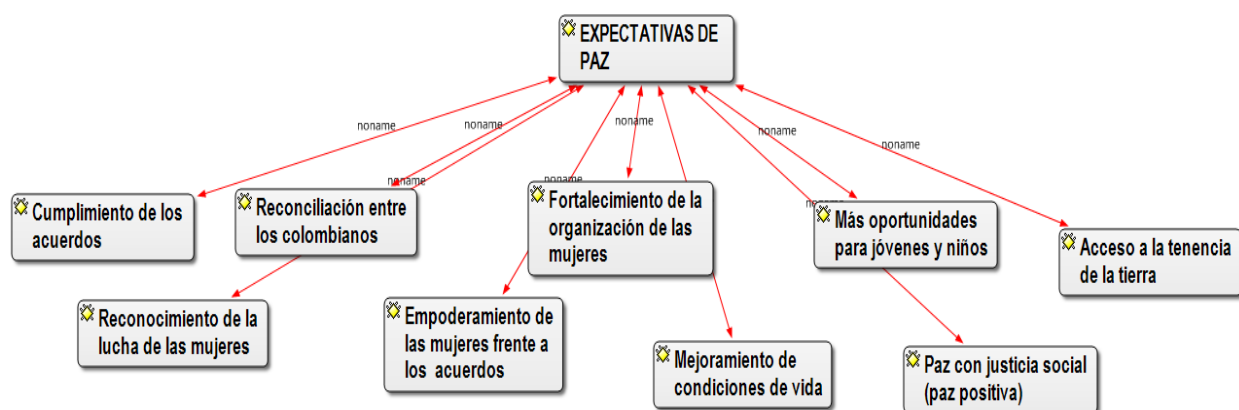 EXPECTATIVAS DE
PAZ
noname
noname
noname
noname
noname
noname
noname
noname
Cumplimiento de los
acuerdos
Reconciliación entre
los colombianos
Fortalecimiento de la
organización de las
mujeres
Más oportunidades
para jóvenes y niños
Acceso a la tenencia
de la tierra
Reconocimiento de la
lucha de las mujeres
Empoderamiento de
las mujeres frente a
los acuerdos
Mejoramiento de
condiciones de vida
Paz con justicia social
(paz positiva)